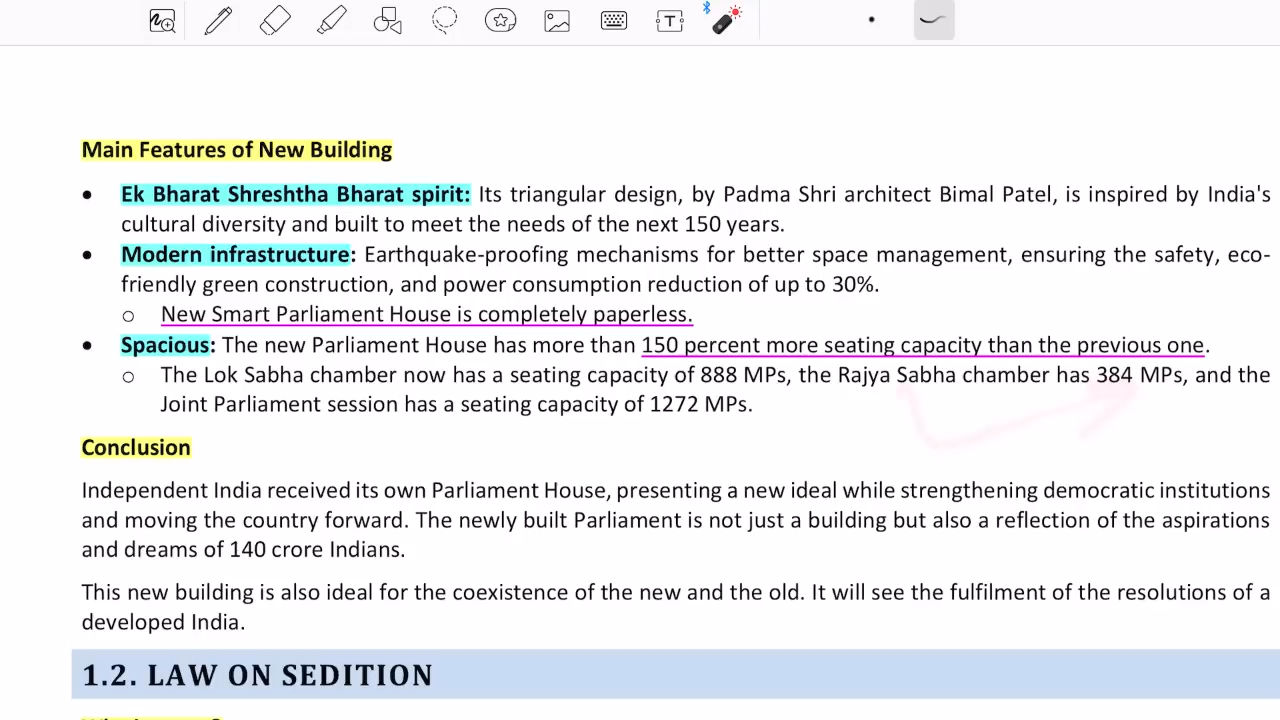 Main Features of New Building
• Ek Bharat Shreshtha Bharat spirit: Its triangular design, by Padma Shri architect Bimal Patel, is inspired by India's
cultural diversity and built to meet the needs of the next 150 years.
• Modern infrastructure: Earthquake-proofing mechanisms for better space management, ensuring the safety, eco-
friendly green construction, and power consumption reduction of up to 30%.
o New Smart Parliament House is completely paperless.
• Spacious: The new Parliament House has more than 150 percent more seating capacity than the previous one.
o The Lok Sabha chamber now has a seating capacity of 888 MPs, the Rajya Sabha chamber has 384 MPs, and the
Joint Parliament session has a seating capacity of 1272 MPs.
Conclusion
Independent India received its own Parliament House, presenting a new ideal while strengthening democratic institutions
and moving the country forward. The newly built Parliament is not just a building but also a reflection of the aspirations
and dreams of 140 crore Indians.
This new building is also ideal for the coexistence of the new and the old. It will see the fulfilment of the resolutions of a
developed India.
1.2. LAW ON SEDITION